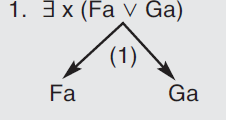 1. ∃ x (Fa ∨ Ga)
(1)
Fa Ga